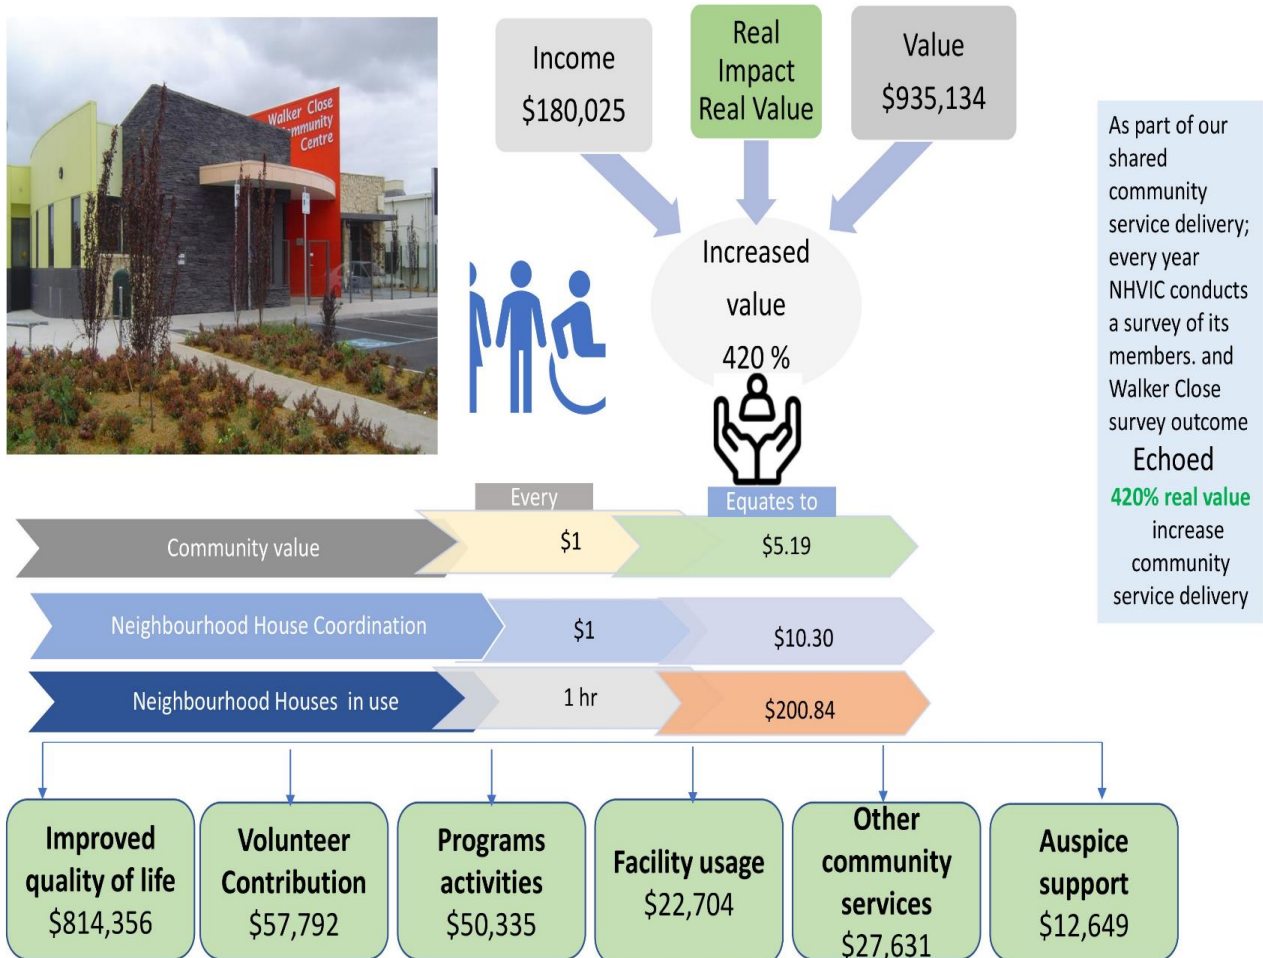 Walker Close
Community
Centre
Income
$180,025
Real
Impact
Real Value
Value
$935,134
Increased
value
420 %
As part of our
shared
community
service delivery;
every year
NHVIC conducts
a survey of its
members. and
Walker Close
survey outcome
Echoed
420% real value
increase
community
service delivery
Every
Equates to
Community value
$1
$5.19
Neighbourhood House Coordination
$1
$10.30
Neighbourhood Houses in use
1 hr
$200.84
Improved
quality of life
$814,356
Volunteer
Contribution
$57,792
Programs
activities
$50,335
Facility usage
$22,704
Other
community
services
$27,631
Auspice
support
$12,649